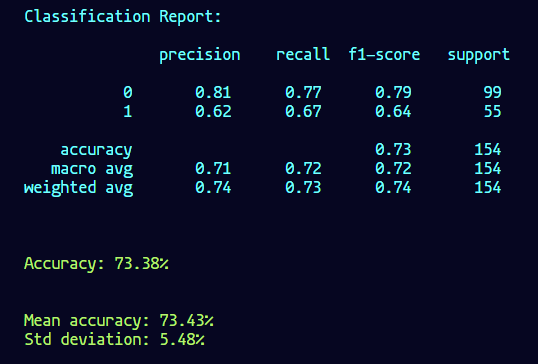 Classification Report:
precision recall f1-score support
0 0.81 0.77 0.79 99
1 0.62 0.67 0.64 55
accuracy 0.73 154
macro avg 0.71 0.72 0.72 154
weighted avg 0.74 0.73 0.74 154
Accuracy: 73.38%
Mean accuracy: 73.43%
Std deviation: 5.48%